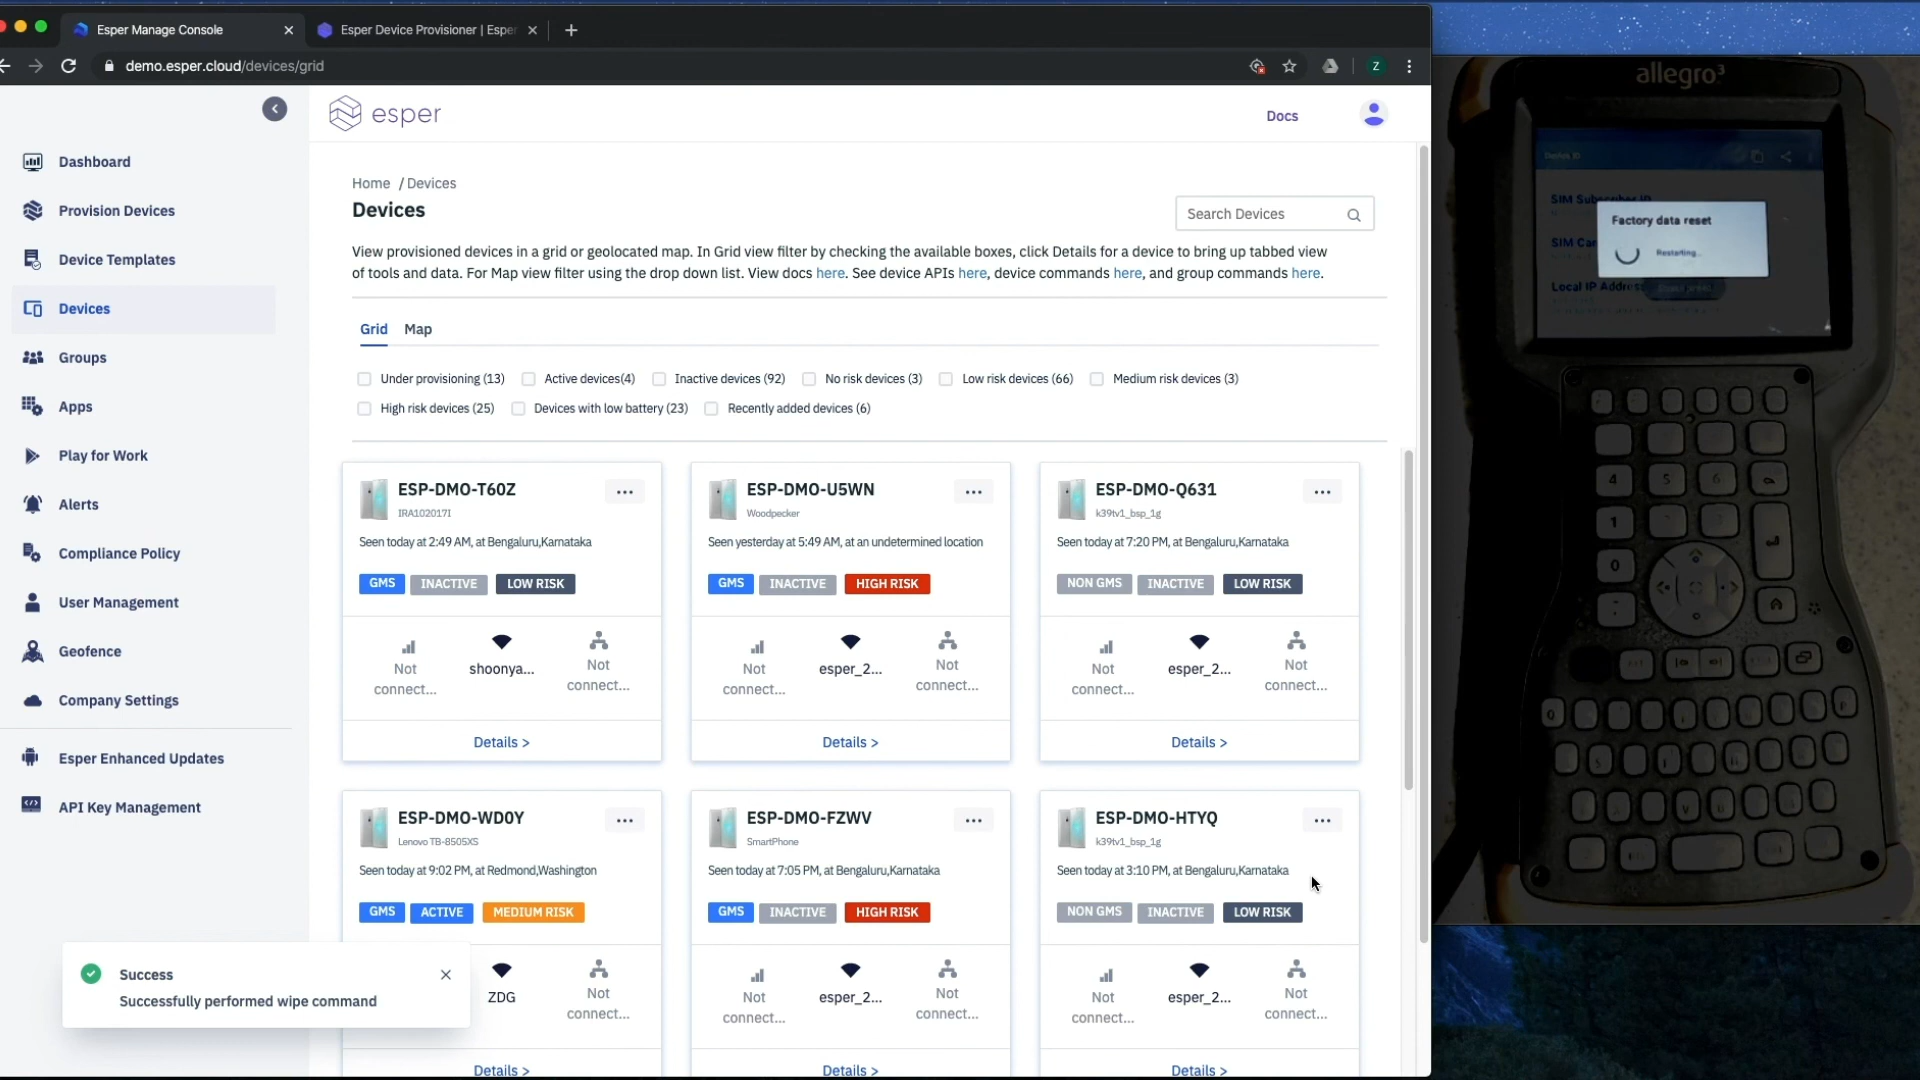 Esper Manage Console
Esper Device Provisioner | Esper
demo.esper.cloud/devices/grid
Z
esper
Docs
Dashboard
Provision Devices
Device Templates
Devices
Groups
Apps
Play for Work
Alerts
Compliance Policy
User Management
Geofence
Company Settings
Esper Enhanced Updates
API Key Management
Home / Devices
Devices
Search Devices
View provisioned devices in a grid or geolocated map. In Grid view filter by checking the available boxes, click Details for a device to bring up tabbed view
of tools and data. For Map view filter using the drop down list. View docs here. See device APIs here, device commands here, and group commands here.
Grid Map
Under provisioning (13) Active devices(4) Inactive devices (92) No risk devices (3) Low risk devices (66) Medium risk devices (3)
High risk devices (25) Devices with low battery (23) Recently added devices (6)
ESP-DMO-T60Z
IRA102017I
Seen today at 2:49 AM, at Bengaluru,Karnataka
GMS INACTIVE LOW RISK
Not connect...
shoonya...
Not connect...
Details >
ESP-DMO-U5WN
Woodpecker
Seen yesterday at 5:49 AM, at an undetermined location
GMS INACTIVE HIGH RISK
Not connect...
esper_2...
Not connect...
Details >
ESP-DMO-Q631
k39tv1_bsp_1g
Seen today at 7:20 PM, at Bengaluru,Karnataka
NON GMS INACTIVE LOW RISK
Not connect...
esper_2...
Not connect...
Details >
ESP-DMO-WD0Y
Lenovo TB-8505XS
Seen today at 9:02 PM, at Redmond,Washington
GMS ACTIVE MEDIUM RISK
ZDG
Not connect...
Details >
ESP-DMO-FZWV
SmartPhone
Seen today at 7:05 PM, at Bengaluru,Karnataka
GMS INACTIVE HIGH RISK
Not connect...
esper_2...
Not connect...
Details >
ESP-DMO-HTYQ
k39tv1_bsp_1g
Seen today at 3:10 PM, at Bengaluru,Karnataka
NON GMS INACTIVE LOW RISK
Not connect...
esper_2...
Not connect...
Details >
Success
Successfully performed wipe command
allegro³
Device ID
SIM Subscriber ID
Factory data reset
Restarting...
SIM Car
Local IP Address